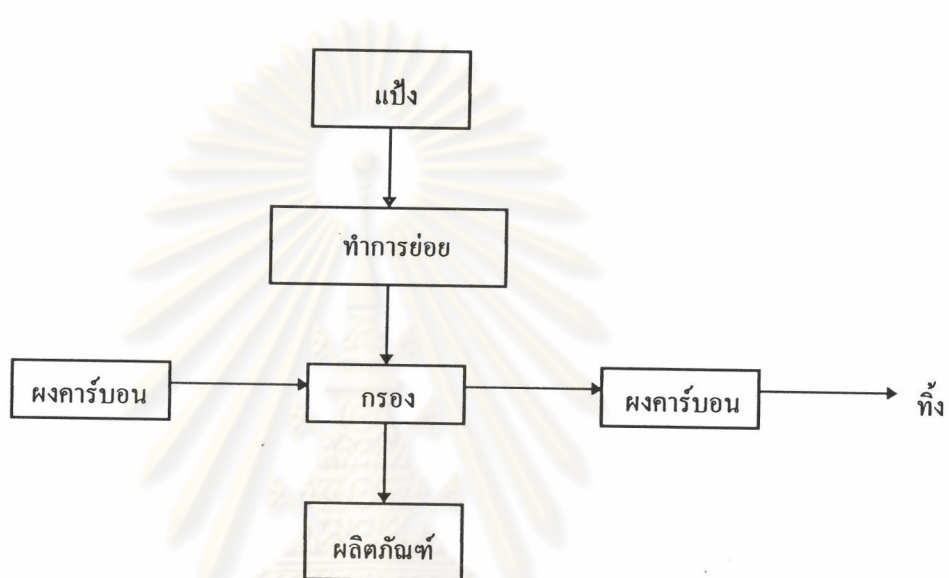 แป้ง
ทำการย่อย
ผงคาร์บอน
กรอง
ผงคาร์บอน
ทิ้ง
ผลิตภัณฑ์